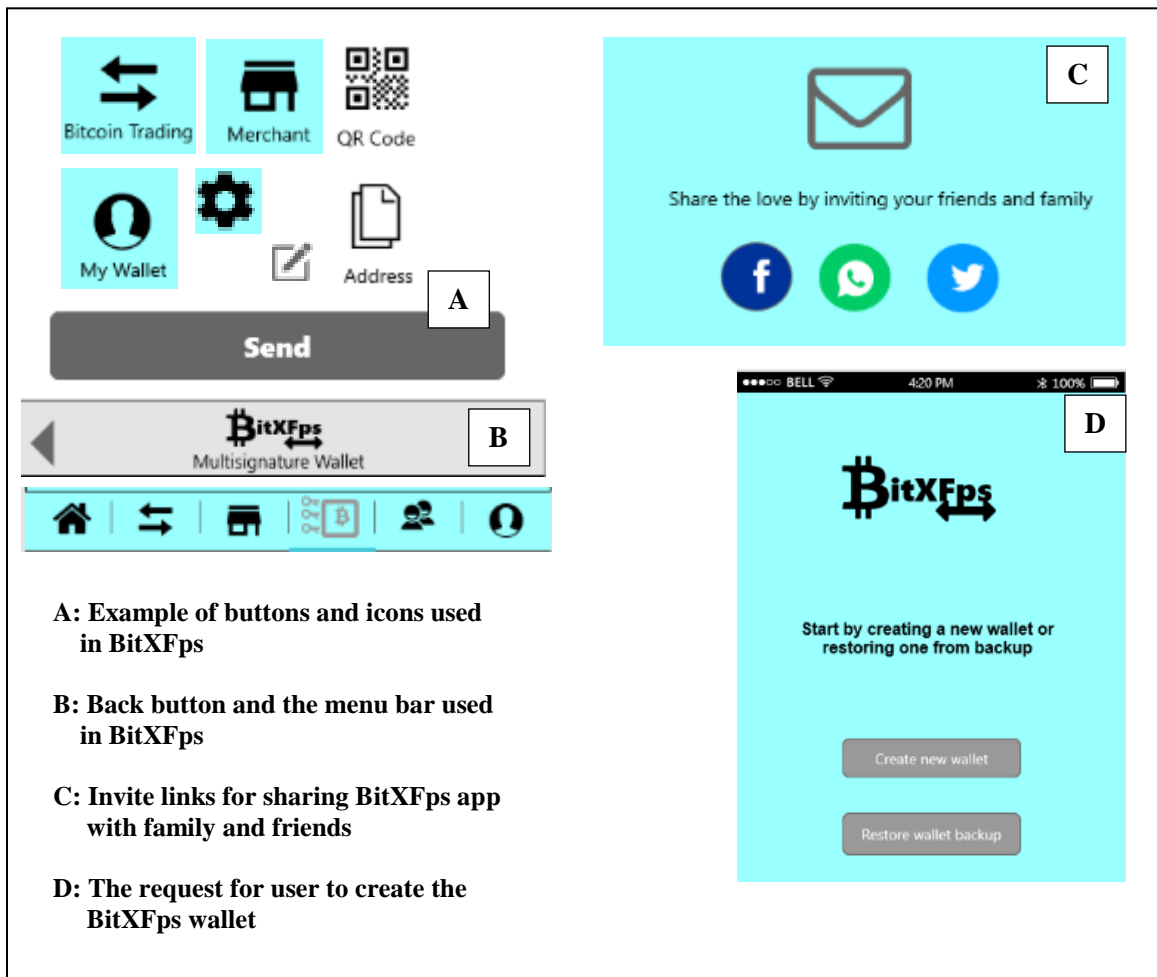 Bitcoin Trading
Merchant
QR Code
My Wallet
Address
A
Send
BitXFps
Multisignature Wallet
B
C
Share the love by inviting your friends and family
●●●○○ BELL 4:20 PM 100%
D
BitXFps
Start by creating a new wallet or
restoring one from backup
Create new wallet
Restore wallet backup
A: Example of buttons and icons used
in BitXFps
B: Back button and the menu bar used
in BitXFps
C: Invite links for sharing BitXFps app
with family and friends
D: The request for user to create the
BitXFps wallet